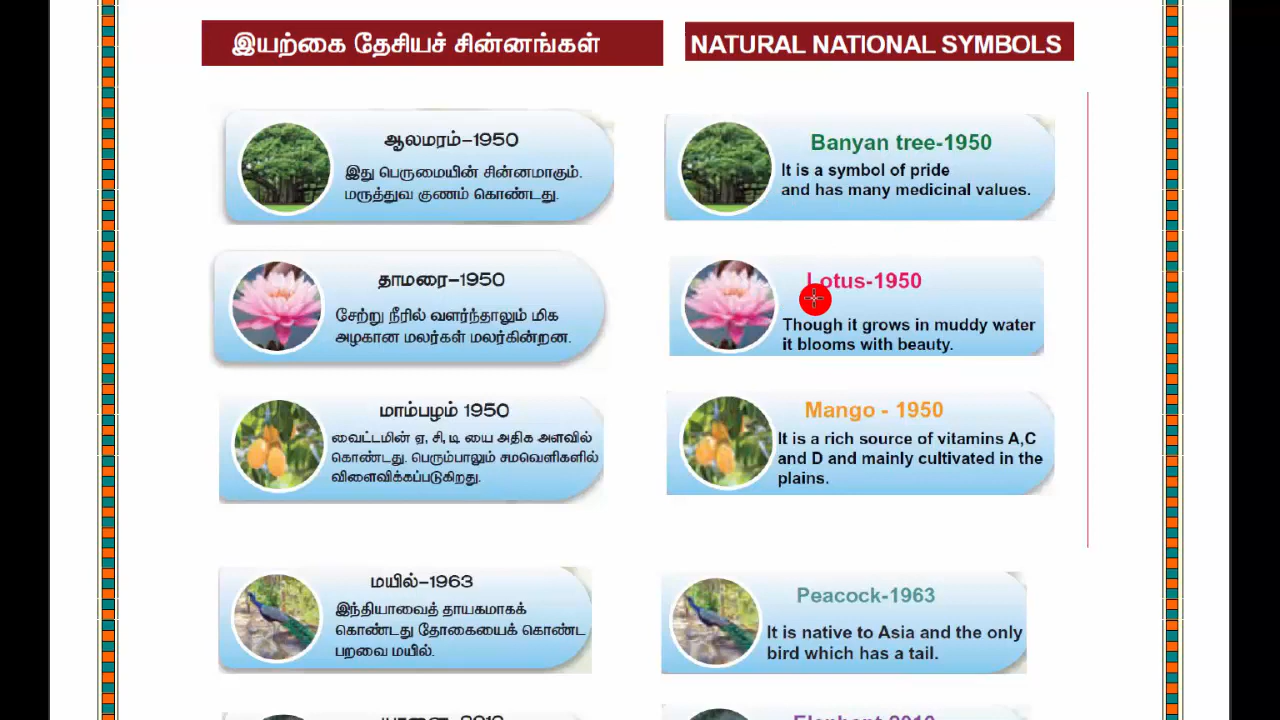 இயற்கை தேசியச் சின்னங்கள்
NATURAL NATIONAL SYMBOLS
ஆலமரம்–1950
இது பெருமையின் சின்னமாகும்.
மருத்துவ குணம் கொண்டது.
Banyan tree-1950
It is a symbol of pride
and has many medicinal values.
தாமரை–1950
சேற்று நீரில் வளர்ந்தாலும் மிக
அழகான மலர்கள் மலர்கின்றன.
Lotus-1950
Though it grows in muddy water
it blooms with beauty.
மாம்பழம் 1950
வைட்டமின் ஏ, சி, டி யை அதிக அளவில்
கொண்டது. பெரும்பாலும் சமவெளிகளில்
விளைவிக்கப்படுகிறது.
Mango - 1950
It is a rich source of vitamins A,C
and D and mainly cultivated in the
plains.
மயில்–1963
இந்தியாவைத் தாயகமாகக்
கொண்டது தோகையைக் கொண்ட
பறவை மயில்.
Peacock-1963
It is native to Asia and the only
bird which has a tail.
யானை–2010
Elephant-2010